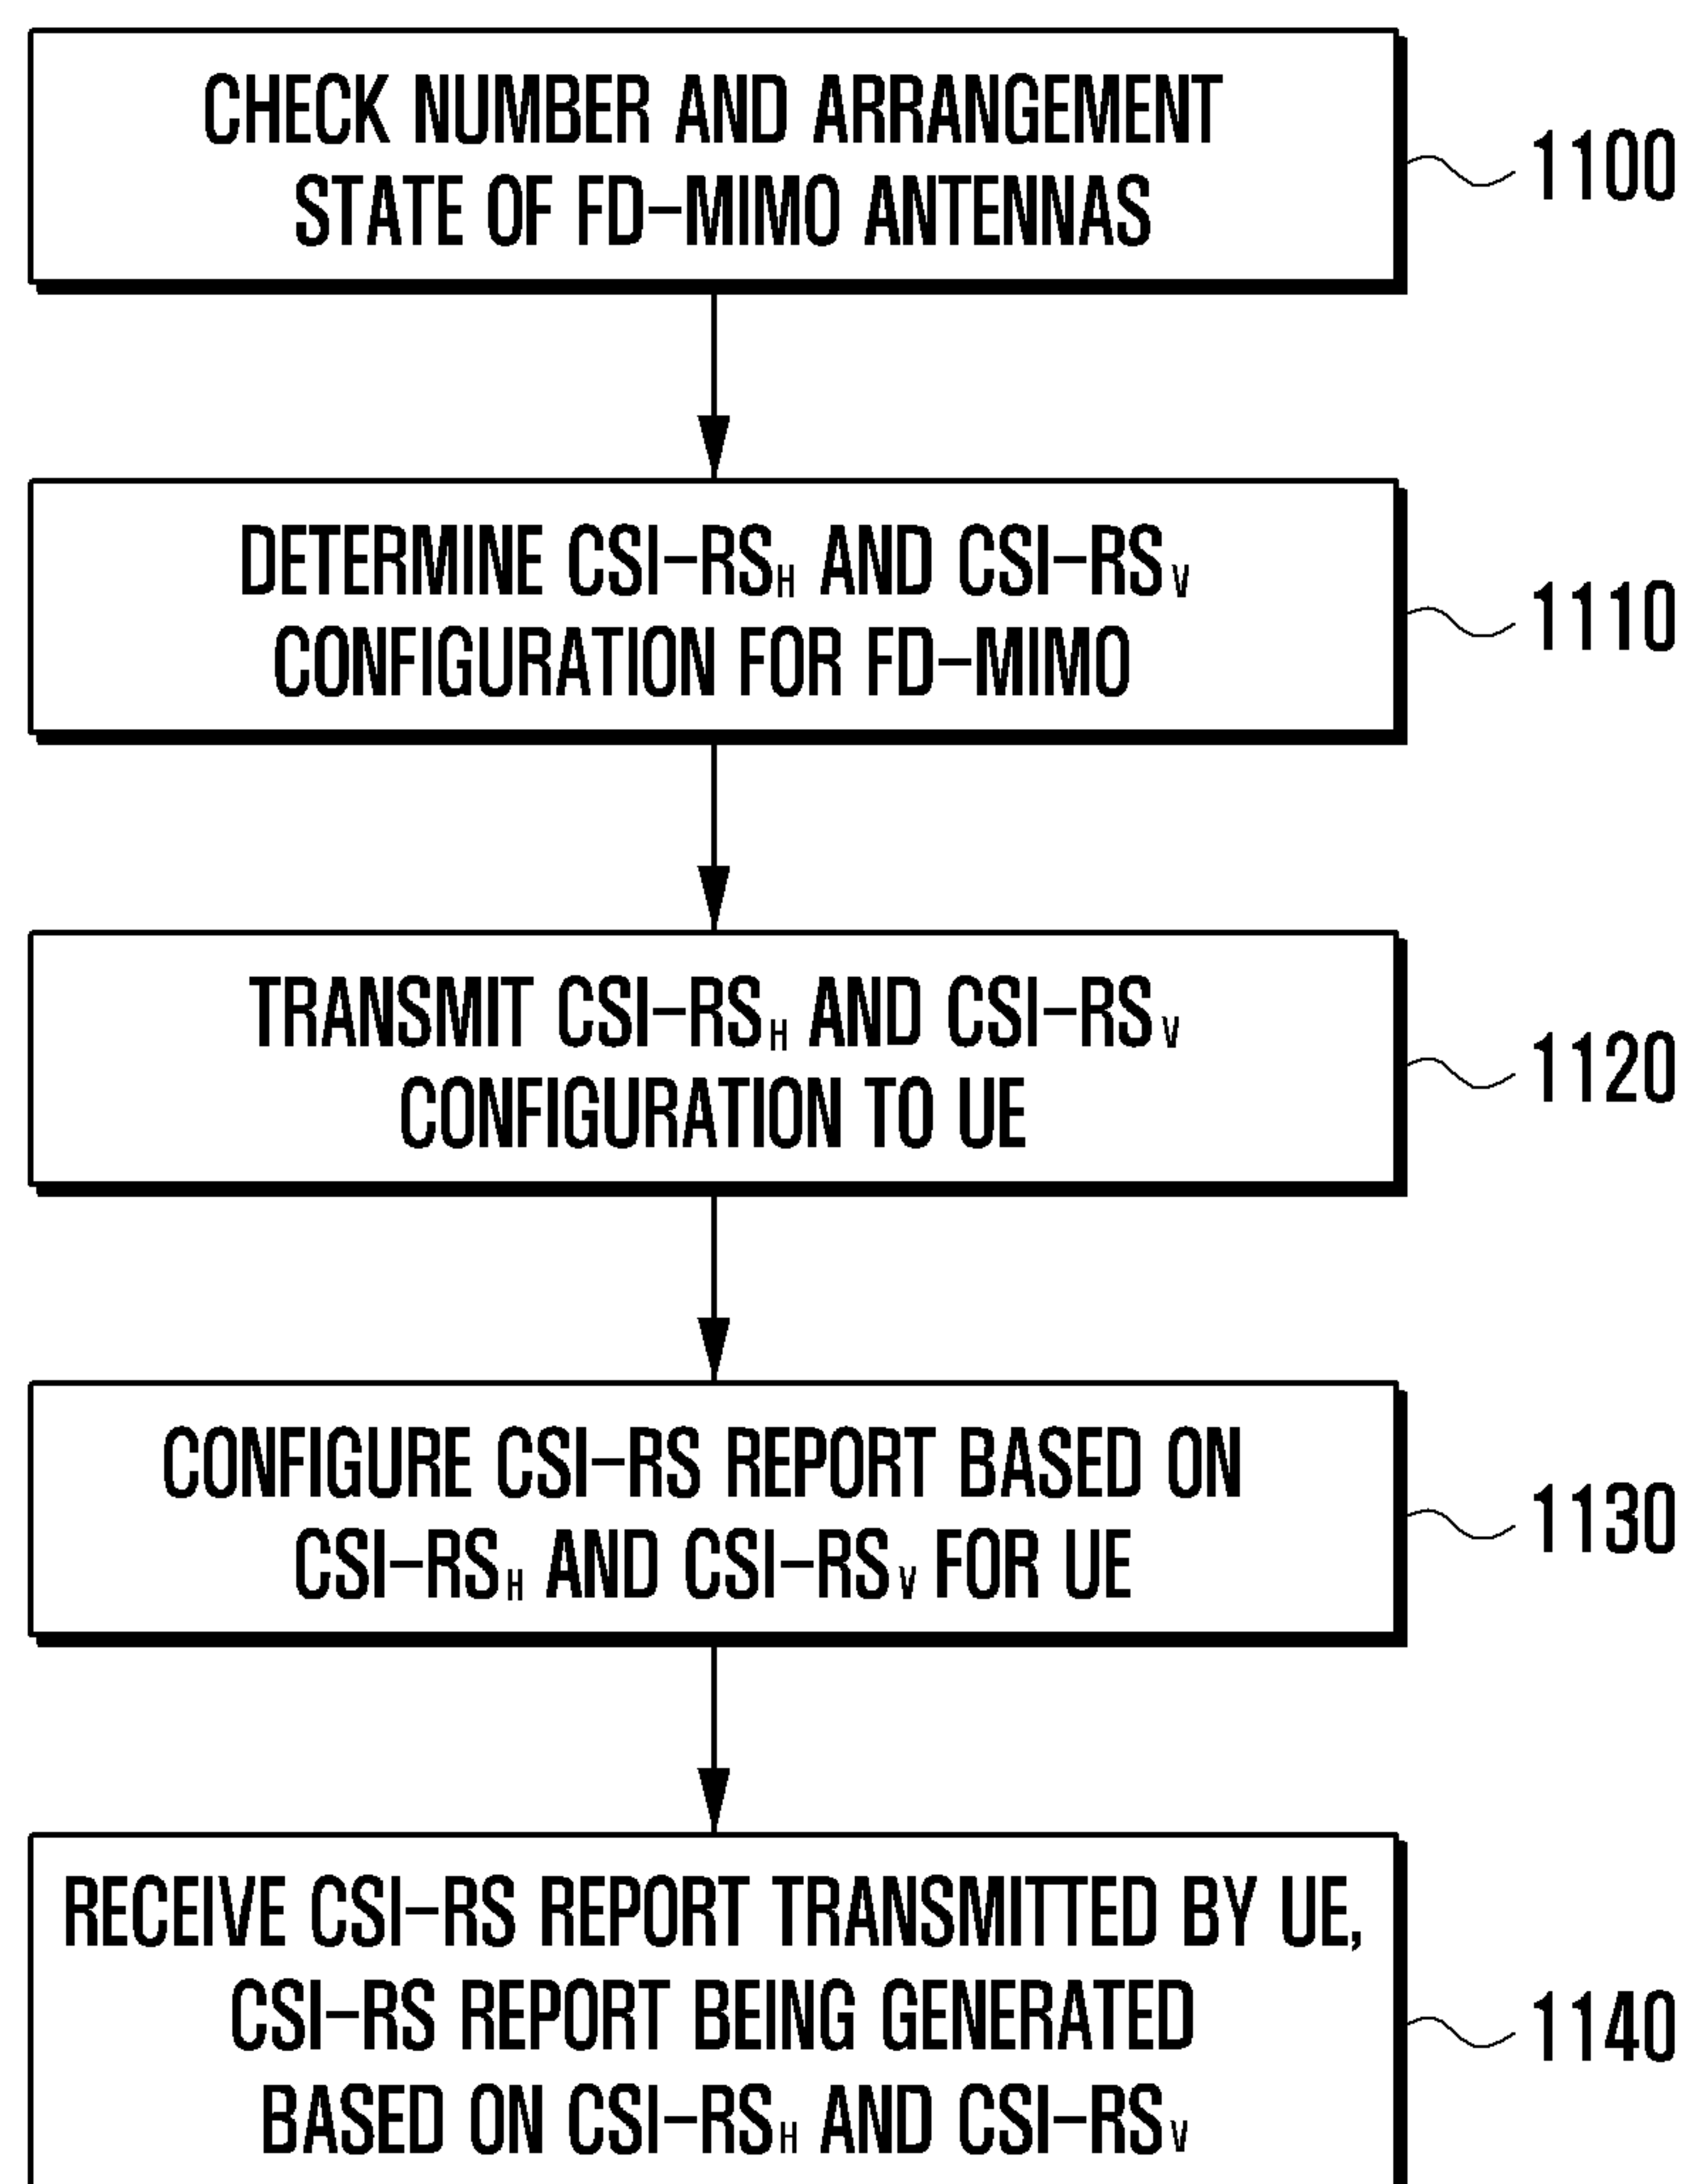 CHECK NUMBER AND ARRANGEMENT
STATE OF FD-MIMO ANTENNAS
1100
DETERMINE CSI-RSH AND CSI-RSV
CONFIGURATION FOR FD-MIMO
1110
TRANSMIT CSI-RSH AND CSI-RSV
CONFIGURATION TO UE
1120
CONFIGURE CSI-RS REPORT BASED ON
CSI-RSH AND CSI-RSV FOR UE
1130
RECEIVE CSI-RS REPORT TRANSMITTED BY UE,
CSI-RS REPORT BEING GENERATED
BASED ON CSI-RSH AND CSI-RSV
1140